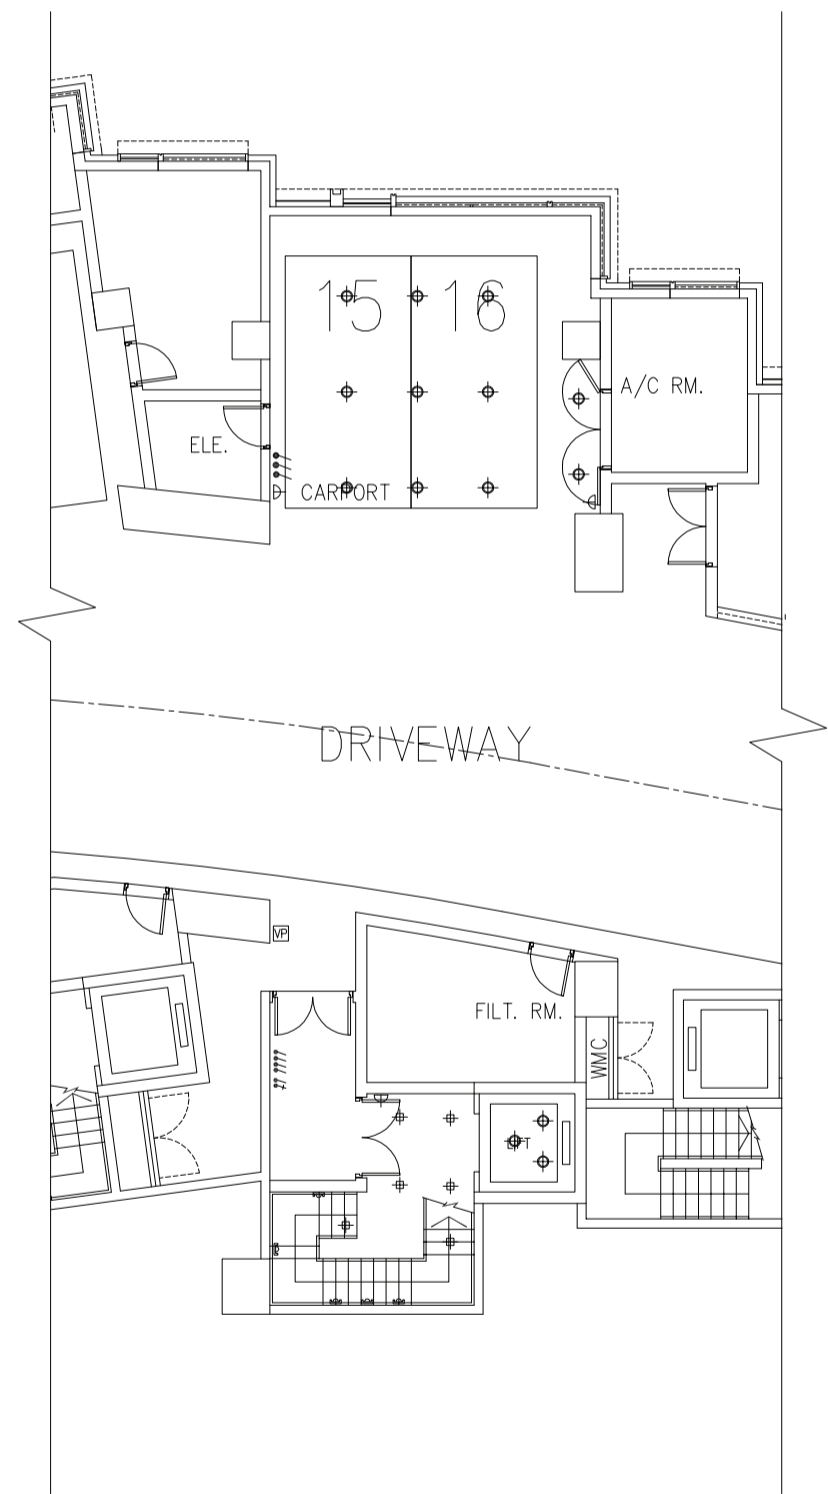 15 16
A/C RM.
ELE.
CARPORT
DRIVEWAY
VP
FILT. RM.
WMC
LIFT